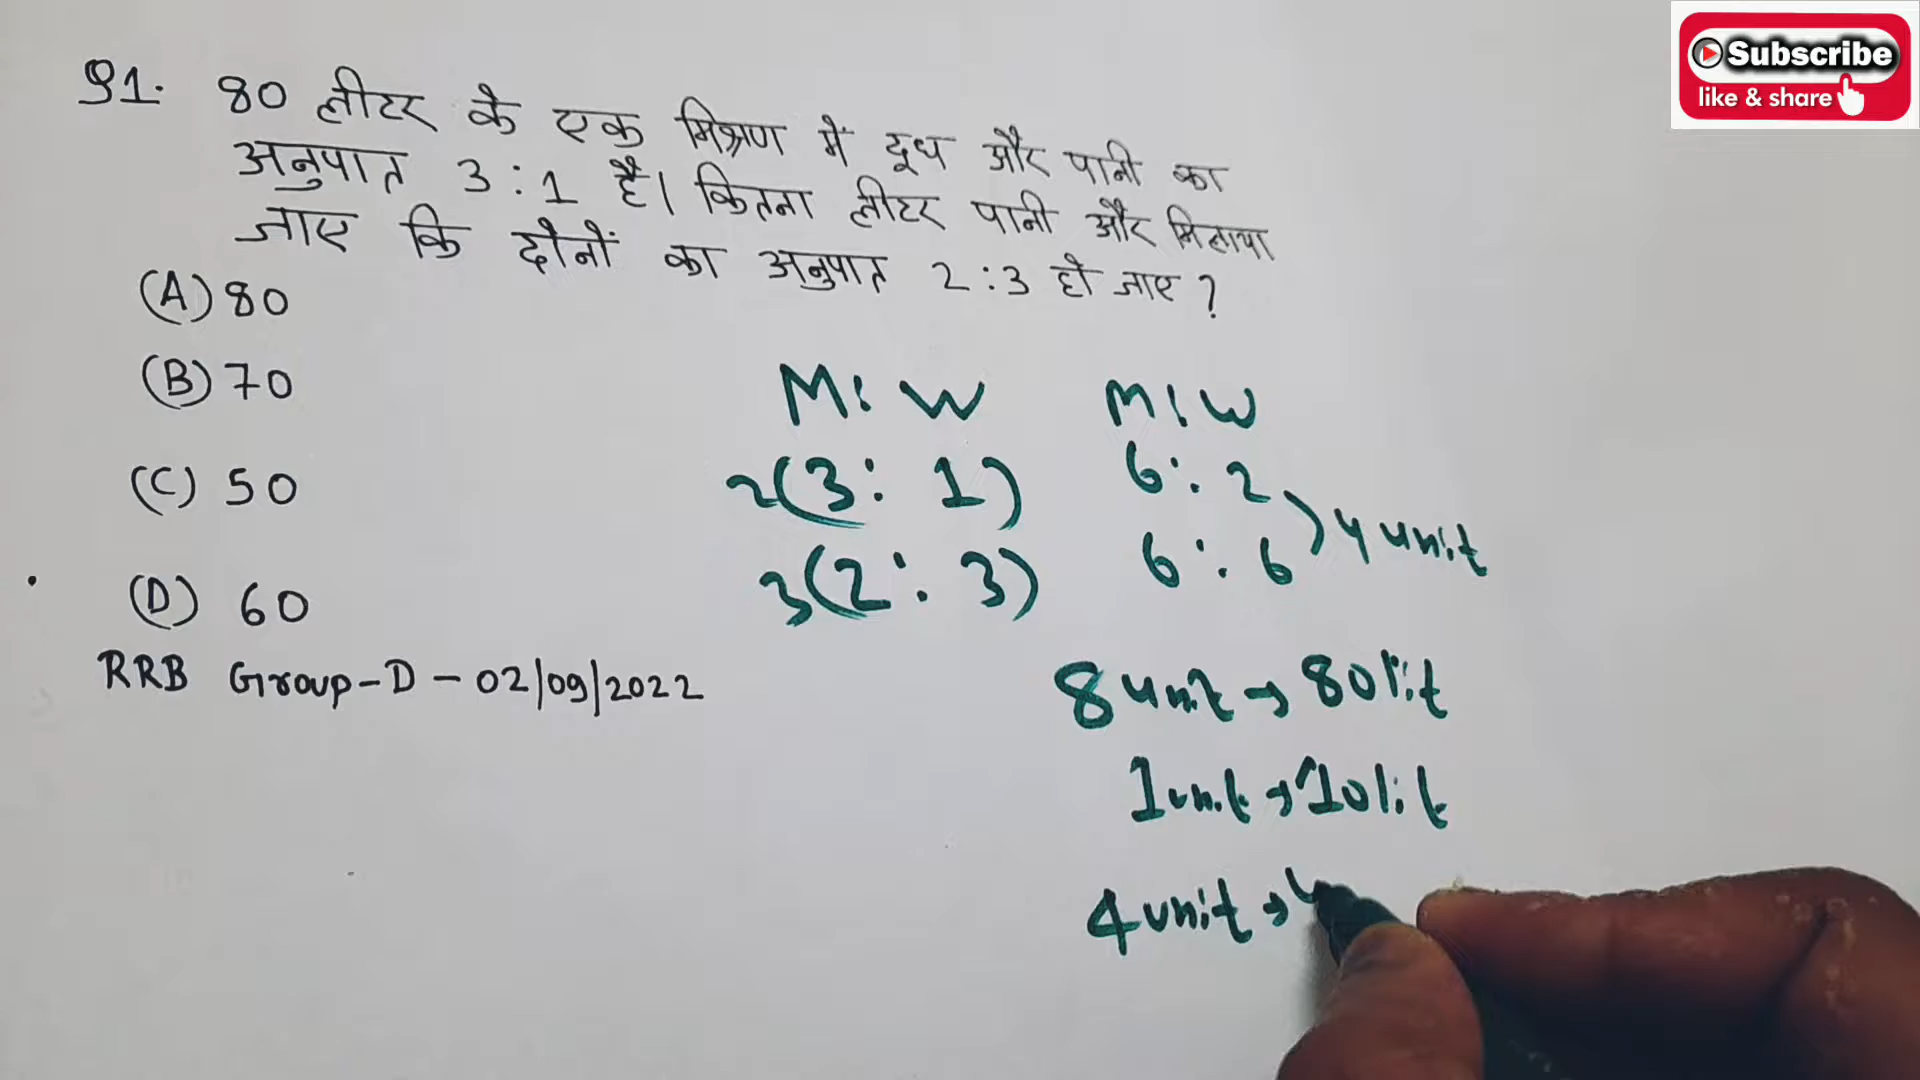 Q1. 80 लीटर के एक मिश्रण में दूध और पानी का
अनुपात 3:1 है। कितना लीटर पानी और मिलाया
जाए कि दोनों का अनुपात 2:3 हो जाए?
(A) 80
(B) 70
(C) 50
(D) 60
RRB Group-D - 02/09/2022
M: W
2(3: 1)
3(2: 3)
M: W
6: 2
6: 6
) 4 unit
8 unit → 80 lit
1 unit → 10 lit
4 unit → 4
Subscribe
like & share